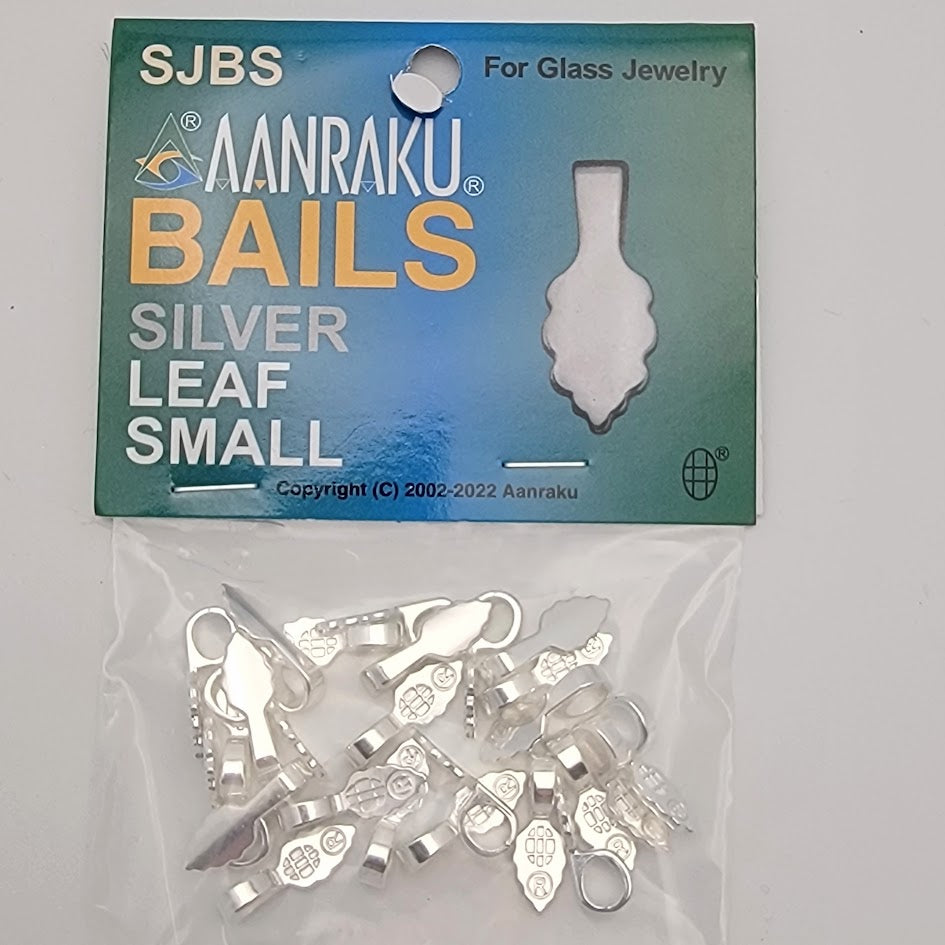 SJBS
For Glass Jewelry
® AANRAKU®
BAILS
SILVER
LEAF
SMALL
Copyright (C) 2002-2022 Aanraku
®